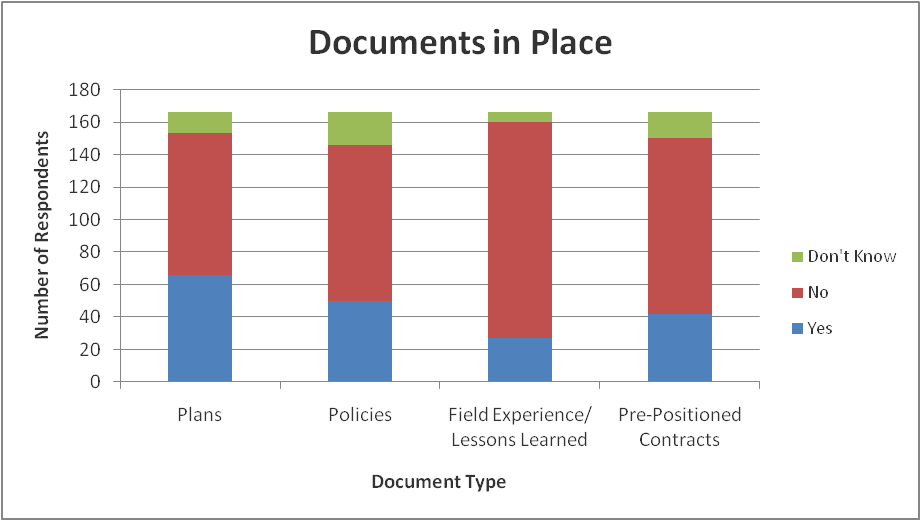 Documents in Place
Number of Respondents
180
160
140
120
100
80
60
40
20
0
Plans
Policies
Field Experience/
Lessons Learned
Pre-Positioned
Contracts
Document Type
Don't Know
No
Yes